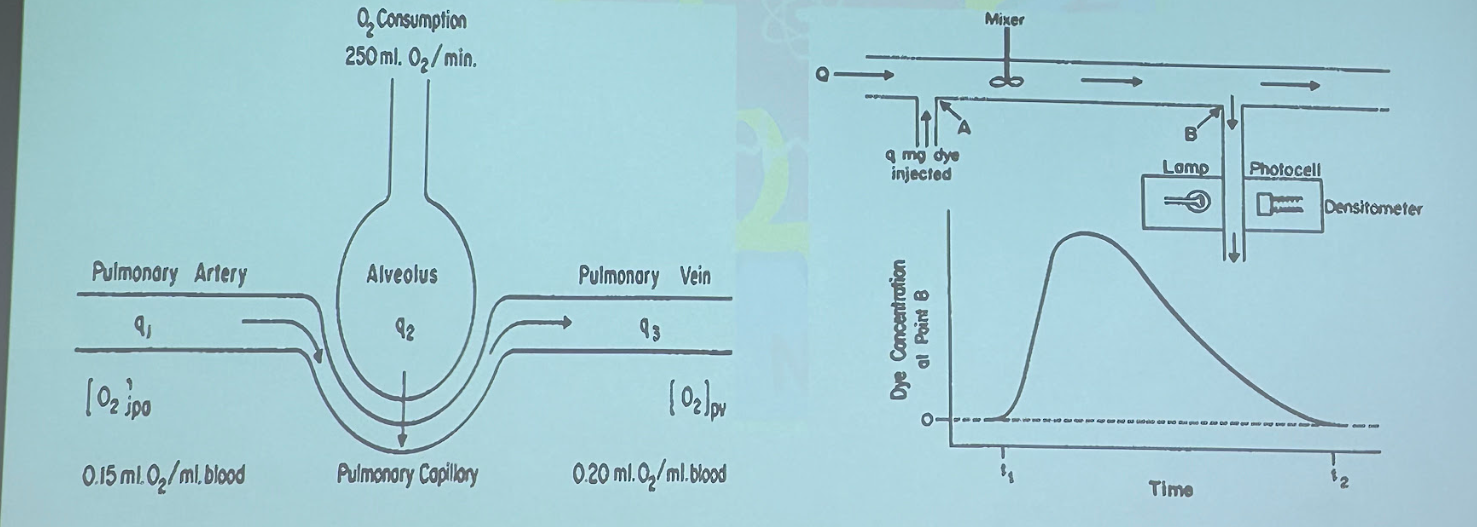 O₂ Consumption
250 ml. O₂/min.
Pulmonary Artery
Alveolus
Pulmonary Vein
q₁
q₂
q₃
[O₂]pa
[O₂]pv
0.15 ml. O₂/ml. blood
Pulmonary Capillary
0.20 ml. O₂/ml. blood
Mixer
Q
A
B
q mg dye
injected
Lamp
Photocell
Densitometer
Dye Concentration
at Point B
0
t₁
t₂
Time